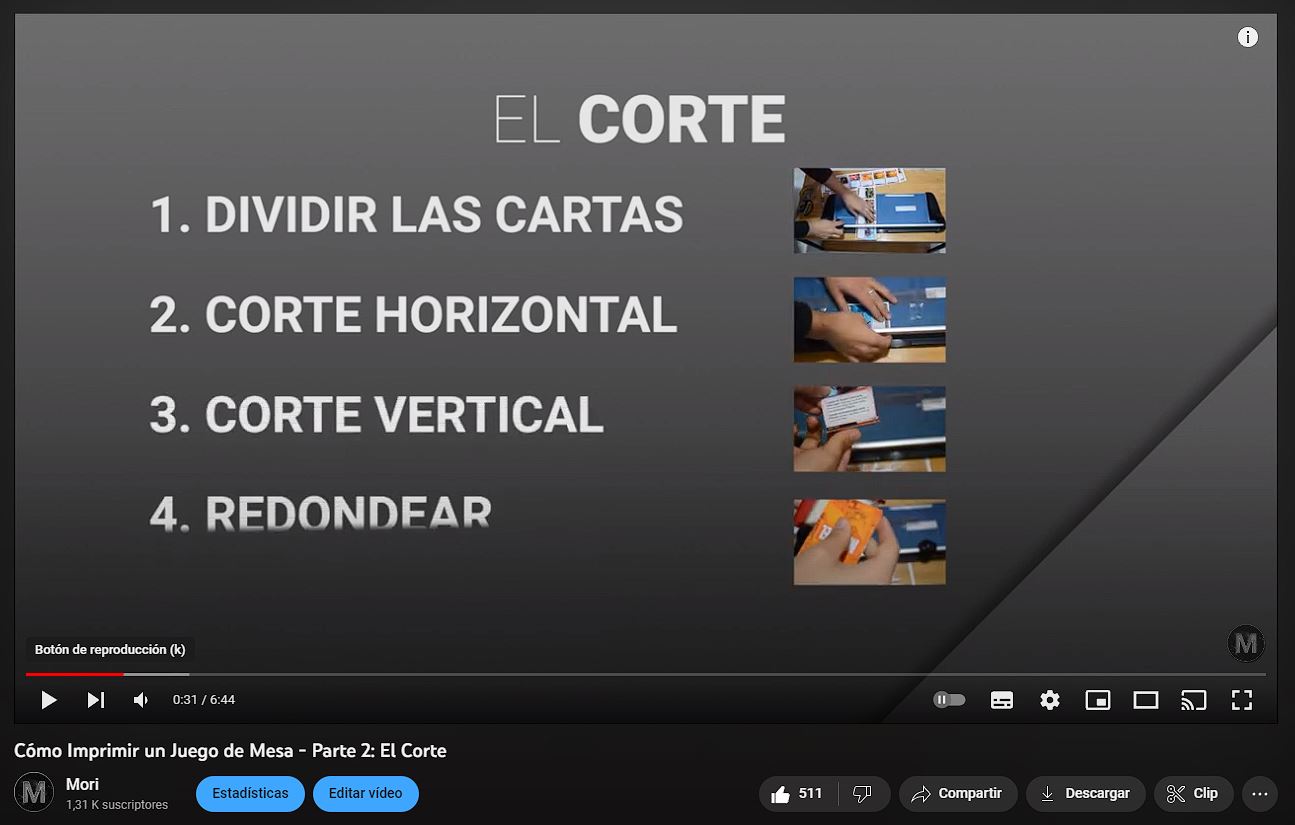 EL CORTE
1. DIVIDIR LAS CARTAS
2. CORTE HORIZONTAL
3. CORTE VERTICAL
4. REDONDEAR
M
Botón de reproducción (k)
0:31 / 6:44
Cómo Imprimir un Juego de Mesa - Parte 2: El Corte
M
Mori
1,31 K suscriptores
Estadísticas
Editar vídeo
511
Compartir
Descargar
Clip